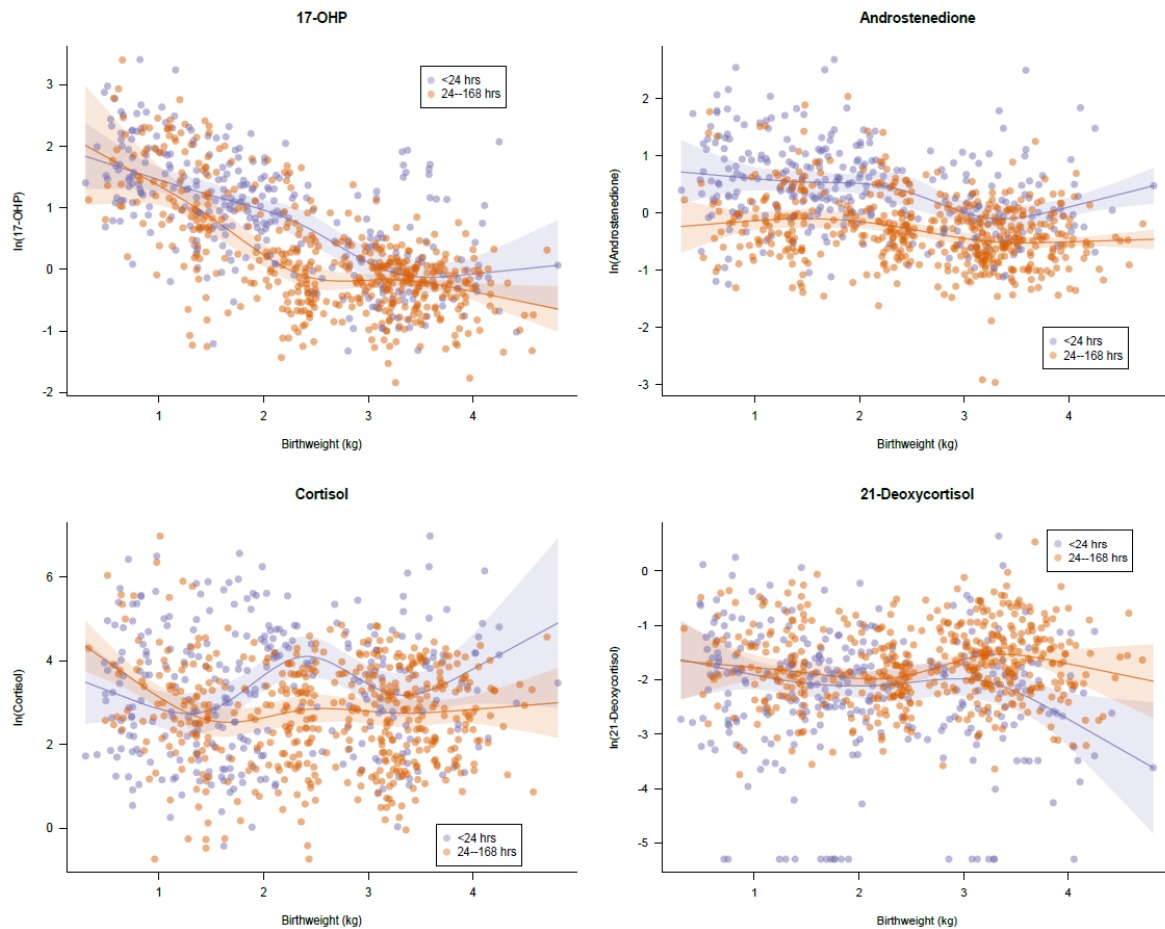 17-OHP
ln(17-OHP)
3
2
1
0
-1
-2
<24 hrs
24--168 hrs
1
2
3
4
Birthweight (kg)
Androstenedione
ln(Androstenedione)
2
1
0
-1
-2
-3
<24 hrs
24--168 hrs
1
2
3
4
Birthweight (kg)
Cortisol
ln(Cortisol)
6
4
2
0
<24 hrs
24--168 hrs
1
2
3
4
Birthweight (kg)
21-Deoxycortisol
ln(21-Deoxycortisol)
0
-1
-2
-3
-4
-5
<24 hrs
24--168 hrs
1
2
3
4
Birthweight (kg)